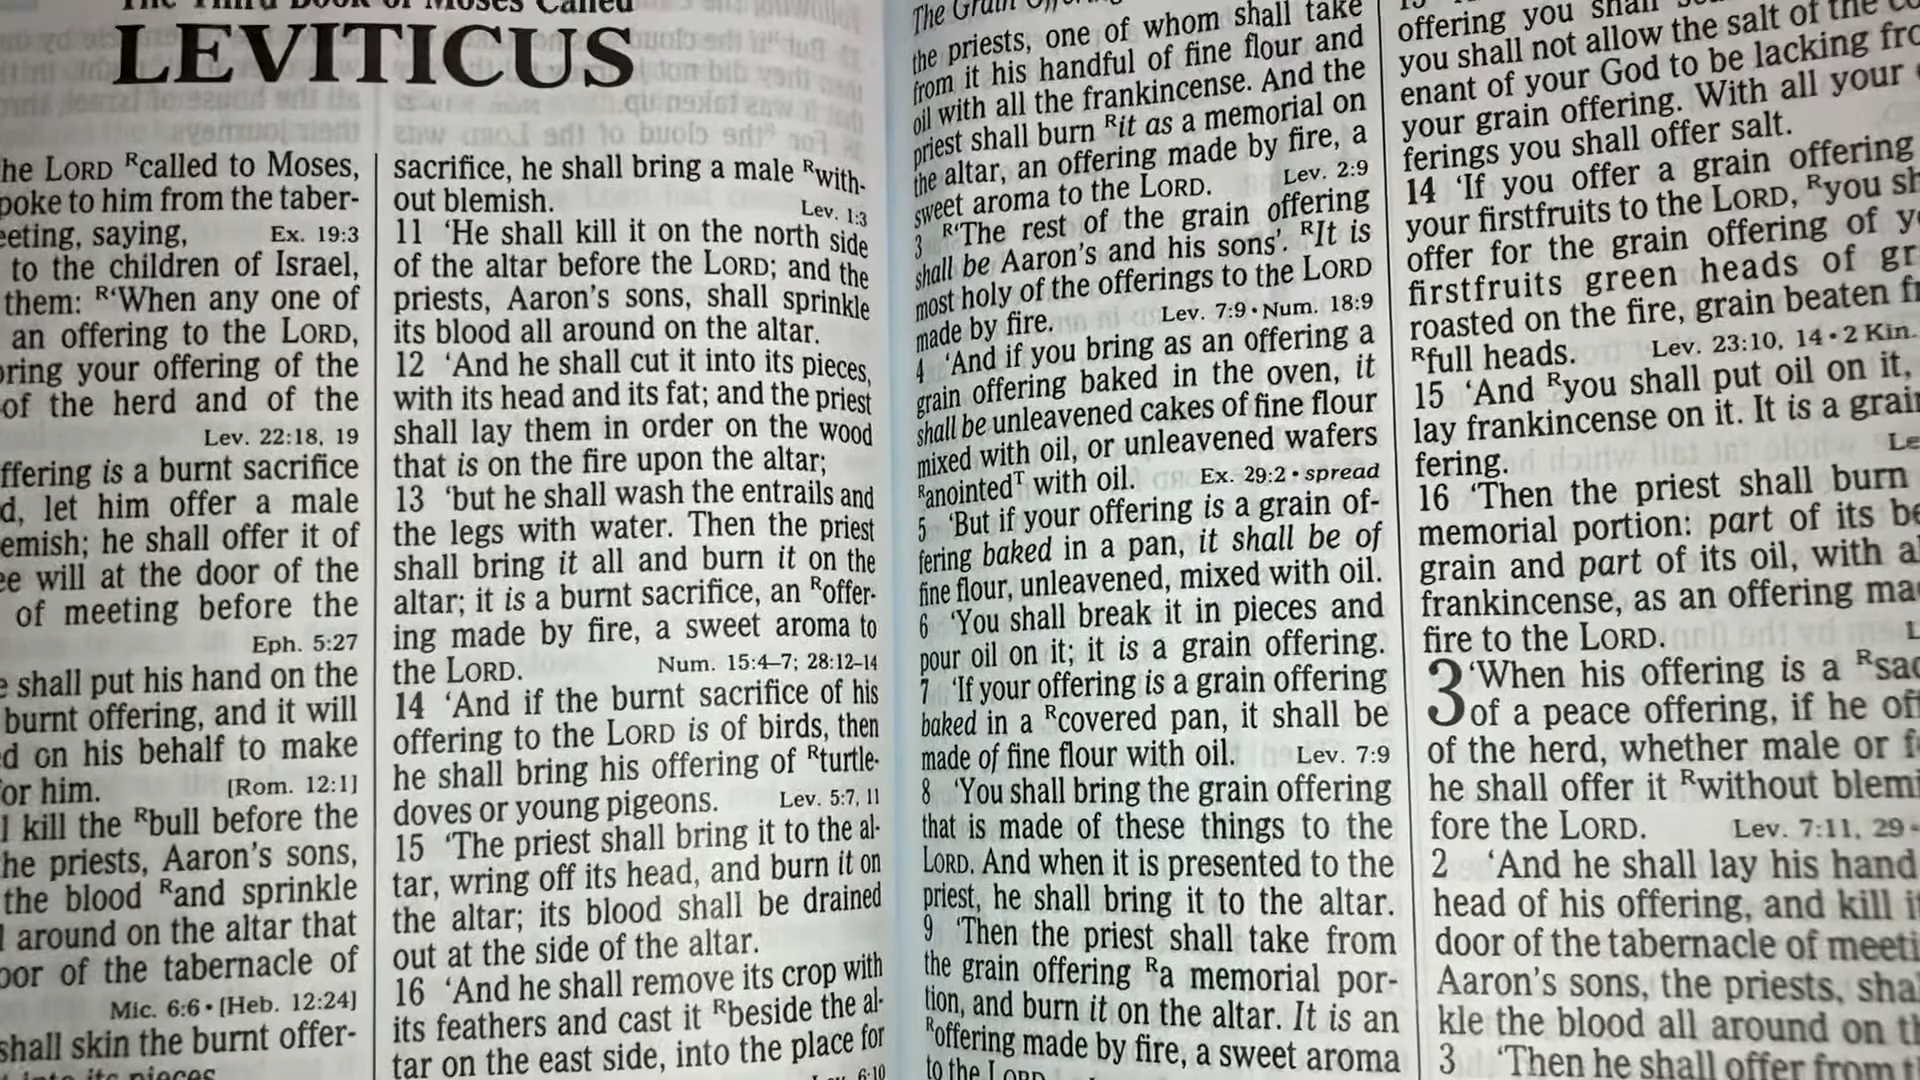 The Third Book of Moses Called
LEVITICUS
he LORD Rcalled to Moses,
poke to him from the taber-
eeting, saying, Ex. 19:3
to the children of Israel,
them: R‘When any one of
an offering to the LORD,
ring your offering of the
of the herd and of the
Lev. 22:18, 19
ffering is a burnt sacrifice
d, let him offer a male
emish; he shall offer it of
ee will at the door of the
of meeting before the
Eph. 5:27
e shall put his hand on the
burnt offering, and it will
d on his behalf to make
or him. [Rom. 12:1]
l kill the Rbull before the
he priests, Aaron's sons,
the blood Rand sprinkle
l around on the altar that
oor of the tabernacle of
Mic. 6:6 • [Heb. 12:24]
shall skin the burnt offer-
into its pieces
sacrifice, he shall bring a male Rwith-
out blemish. Lev. 1:3
11 ‘He shall kill it on the north side
of the altar before the LORD; and the
priests, Aaron's sons, shall sprinkle
its blood all around on the altar.
12 ‘And he shall cut it into its pieces,
with its head and its fat; and the priest
shall lay them in order on the wood
that is on the fire upon the altar;
13 ‘but he shall wash the entrails and
the legs with water. Then the priest
shall bring it all and burn it on the
altar; it is a burnt sacrifice, an Roffer-
ing made by fire, a sweet aroma to
the LORD. Num. 15:4–7; 28:12–14
14 ‘And if the burnt sacrifice of his
offering to the LORD is of birds, then
he shall bring his offering of Rturtle-
doves or young pigeons. Lev. 5:7, 11
15 ‘The priest shall bring it to the al-
tar, wring off its head, and burn it on
the altar; its blood shall be drained
out at the side of the altar.
16 ‘And he shall remove its crop with
its feathers and cast it Rbeside the al-
tar on the east side, into the place for
Lev. 6:10
The Grain
the priests, one of whom shall take
from it his handful of fine flour and
oil with all the frankincense. And the
priest shall burn Rit as a memorial on
the altar, an offering made by fire, a
sweet aroma to the LORD. Lev. 2:9
3 R‘The rest of the grain offering
shall be Aaron's and his sons’. RIt is
most holy of the offerings to the LORD
made by fire. Lev. 7:9 • Num. 18:9
4 ‘And if you bring as an offering a
grain offering baked in the oven, it
shall be unleavened cakes of fine flour
mixed with oil, or unleavened wafers
RanointedT with oil. Ex. 29:2 • spread
5 ‘But if your offering is a grain of-
fering baked in a pan, it shall be of
fine flour, unleavened, mixed with oil.
6 ‘You shall break it in pieces and
pour oil on it; it is a grain offering.
7 ‘If your offering is a grain offering
baked in a Rcovered pan, it shall be
made of fine flour with oil. Lev. 7:9
8 ‘You shall bring the grain offering
that is made of these things to the
LORD. And when it is presented to the
priest, he shall bring it to the altar.
9 ‘Then the priest shall take from
the grain offering Ra memorial por-
tion, and burn it on the altar. It is an
Roffering made by fire, a sweet aroma
to the LORD
offering you shall
you shall not allow the salt of the
enant of your God to be lacking fro
your grain offering. With all your
ferings you shall offer salt.
14 ‘If you offer a grain offering
your firstfruits to the LORD, Ryou sh
offer for the grain offering of yo
firstfruits green heads of gr
roasted on the fire, grain beaten fr
Rfull heads. Lev. 23:10, 14 • 2 Kin.
15 ‘And Ryou shall put oil on it,
lay frankincense on it. It is a grain
Le
fering.
16 ‘Then the priest shall burn
memorial portion: part of its be
grain and part of its oil, with a
frankincense, as an offering ma
fire to the LORD. L
3 ‘When his offering is a Rsac
of a peace offering, if he off
of the herd, whether male or f
he shall offer it Rwithout blemi
fore the LORD. Lev. 7:11, 29
2 ‘And he shall lay his hand
head of his offering, and kill it
door of the tabernacle of meeti
Aaron's sons, the priests, sha
kle the blood all around on th
3 ‘Then he shall offer from t